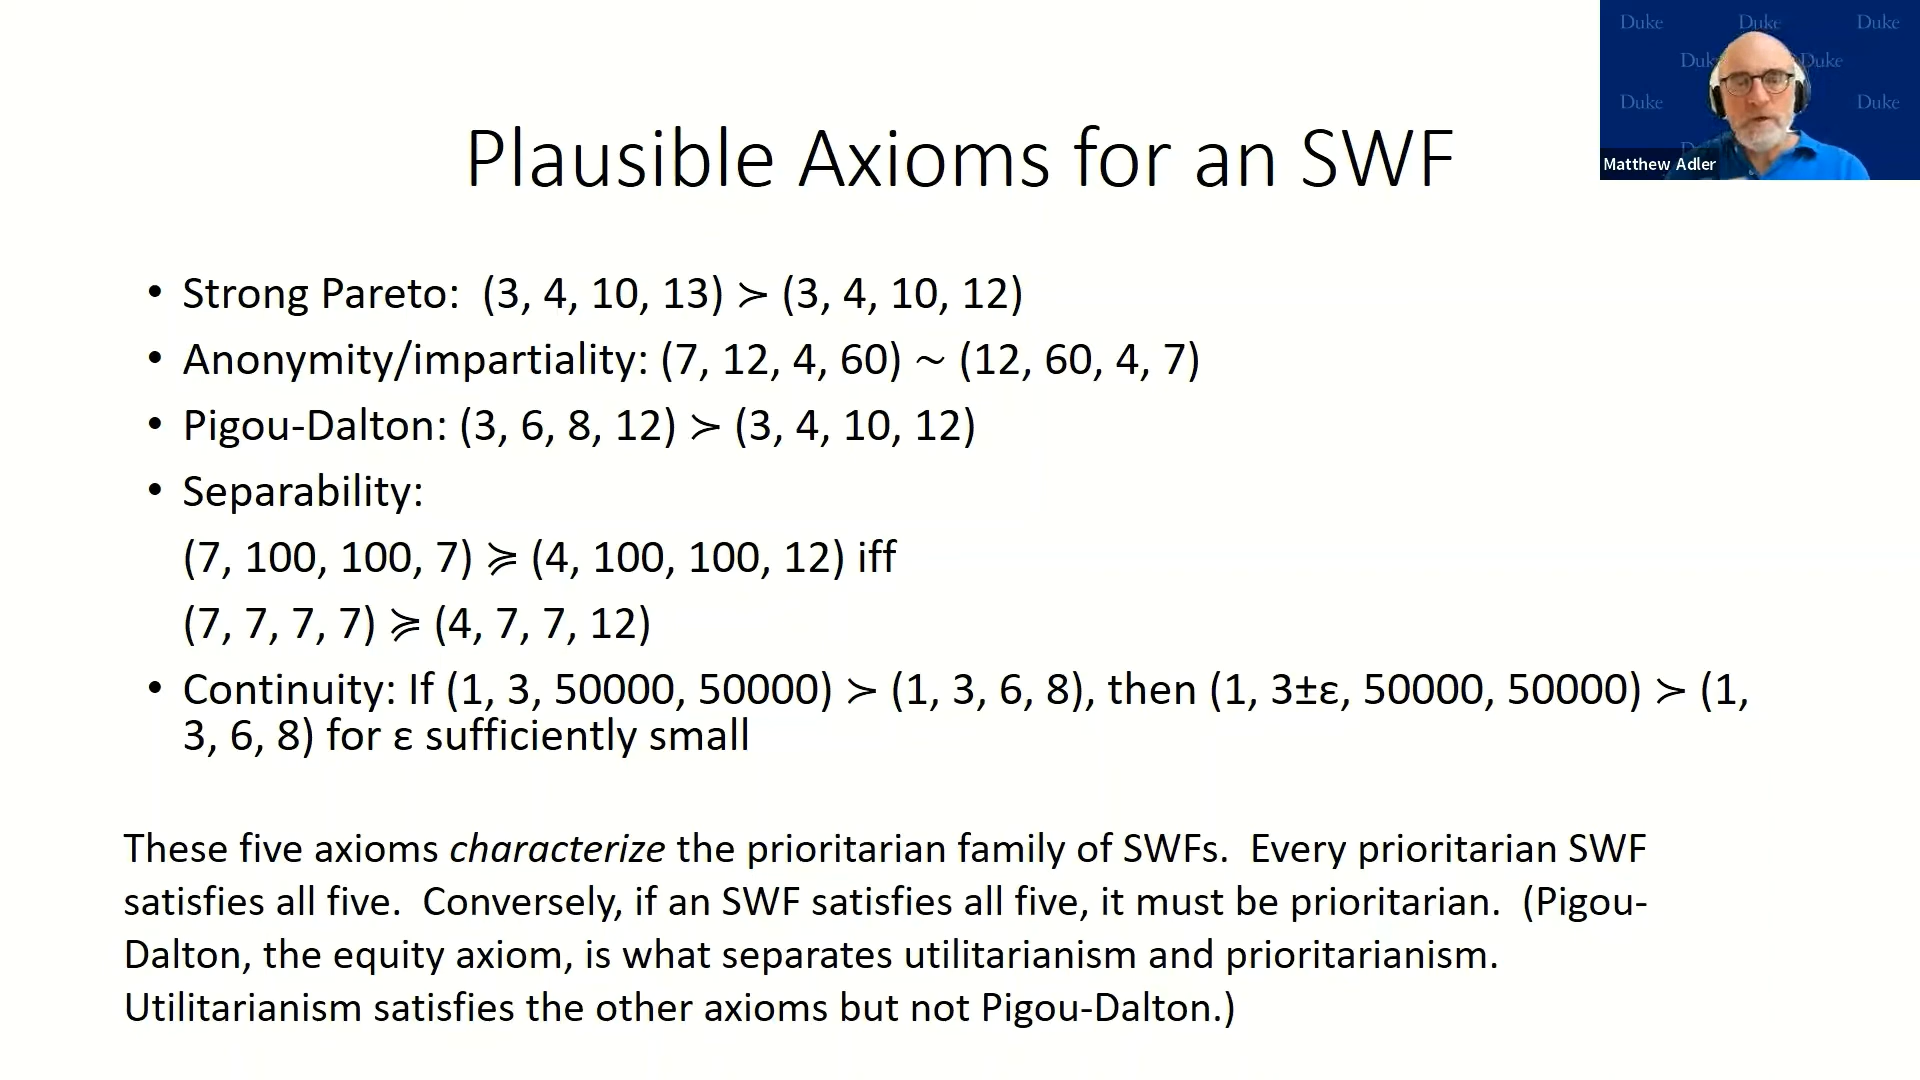 Duke Duke Duke
Duke Duke
Duke Duke
Matthew Adler
Plausible Axioms for an SWF
• Strong Pareto: (3, 4, 10, 13) ≻ (3, 4, 10, 12)
• Anonymity/impartiality: (7, 12, 4, 60) ~ (12, 60, 4, 7)
• Pigou-Dalton: (3, 6, 8, 12) ≻ (3, 4, 10, 12)
• Separability:
(7, 100, 100, 7) ≽ (4, 100, 100, 12) iff
(7, 7, 7, 7) ≽ (4, 7, 7, 12)
• Continuity: If (1, 3, 50000, 50000) ≻ (1, 3, 6, 8), then (1, 3±ε, 50000, 50000) ≻ (1,
3, 6, 8) for ε sufficiently small
These five axioms characterize the prioritarian family of SWFs. Every prioritarian SWF
satisfies all five. Conversely, if an SWF satisfies all five, it must be prioritarian. (Pigou-
Dalton, the equity axiom, is what separates utilitarianism and prioritarianism.
Utilitarianism satisfies the other axioms but not Pigou-Dalton.)